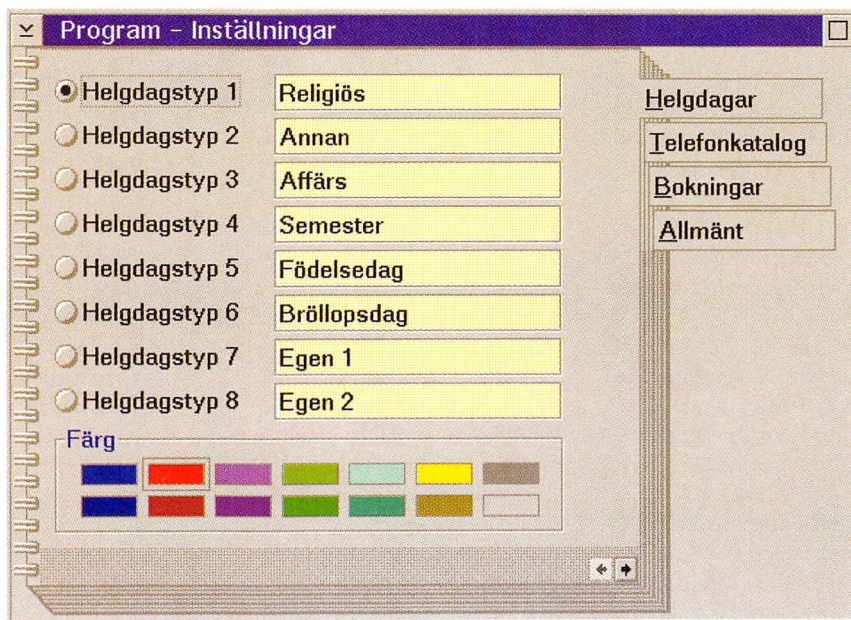 Program – Inställningar
Helgdagstyp 1 Religiös
Helgdagstyp 2 Annan
Helgdagstyp 3 Affärs
Helgdagstyp 4 Semester
Helgdagstyp 5 Födelsedag
Helgdagstyp 6 Bröllopsdag
Helgdagstyp 7 Egen 1
Helgdagstyp 8 Egen 2
Färg
Helgdagar
Telefonkatalog
Bokningar
Allmänt